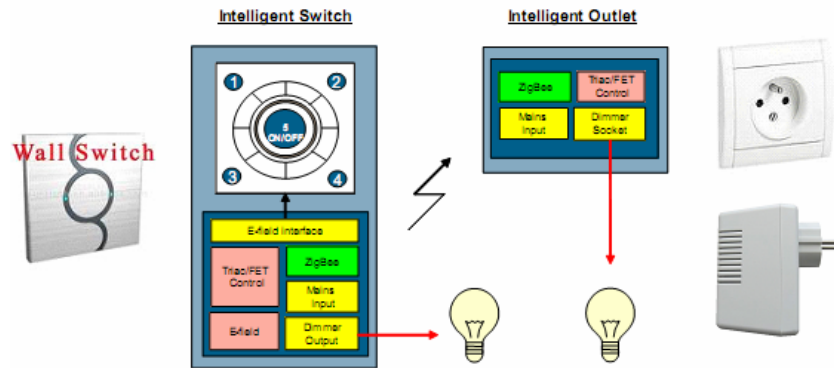 Intelligent Switch
Intelligent Outlet
1
2
5
ON/OFF
3
4
Wall Switch
E-field Interface
Triac/FET
Control
ZigBee
Mains
Input
E-field
Dimmer
Output
ZigBee
Triac/FET
Control
Mains
Input
Dimmer
Socket